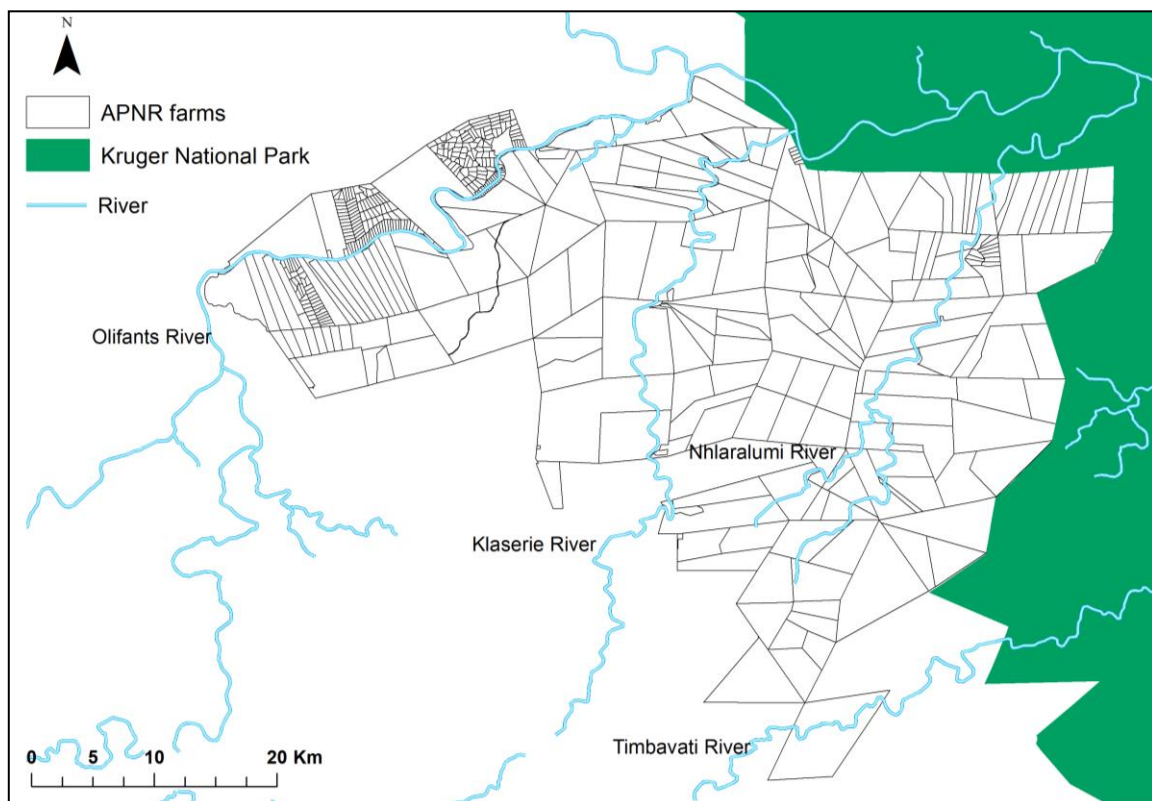 N
APNR farms
Kruger National Park
River
Olifants River
Nhlaralumi River
Klaserie River
Timbavati River
0 5 10 20 Km